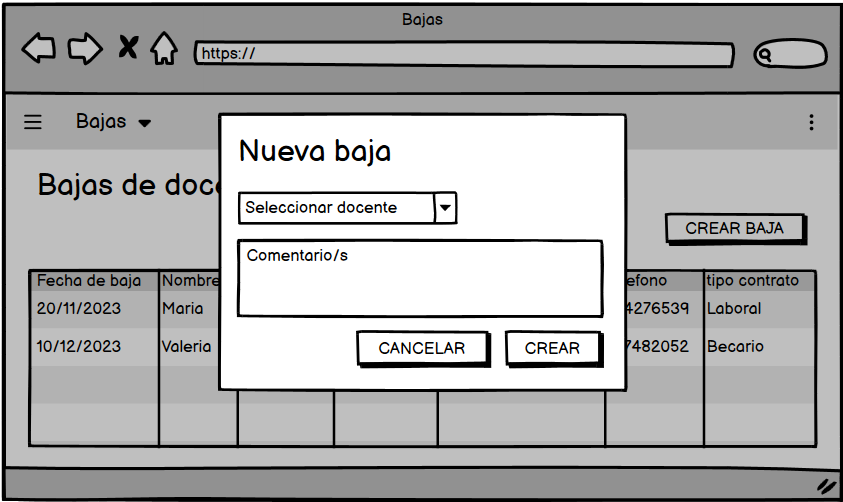 Bajas
https://
Bajas
Nueva baja
Bajas de doc
Seleccionar docente
CREAR BAJA
Comentario/s
Fecha de baja Nombre efono tipo contrato
20/11/2023 Maria 4276539 Laboral
10/12/2023 Valeria 7482052 Becario
CANCELAR CREAR